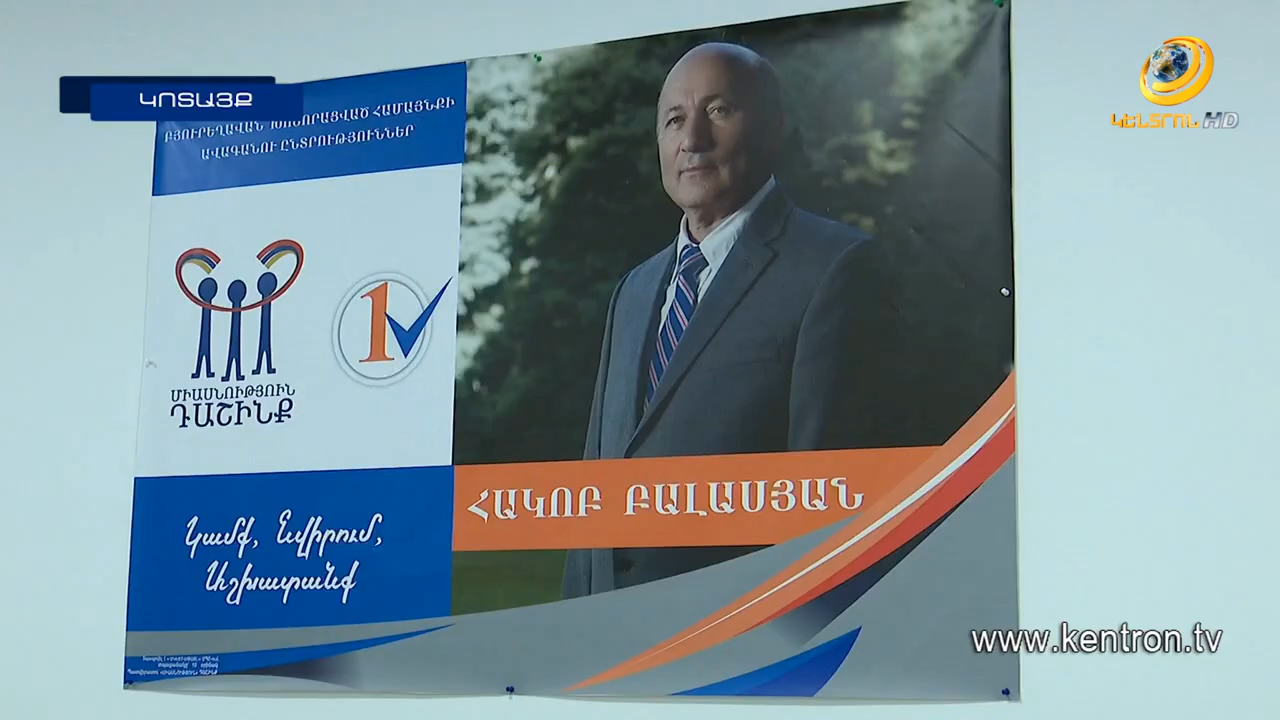 ԿՈՏԱՅՔ
ԿԵՆՏՐՈՆ HD
ԲՅՈՒՐԵՂԱՎԱՆ ԽՈՇՈՐԱՑՎԱԾ ՀԱՄԱՅՆՔԻ
ԱՎԱԳԱՆՈՒ ԸՆՏՐՈՒԹՅՈՒՆՆԵՐ
1
ՄԻԱՍՆՈՒԹՅՈՒՆ
ԴԱՇԻՆՔ
ՀԱԿՈԲ ԲԱԼԱՍՅԱՆ
Կամք, Նվիրում,
Աշխատանք
www.kentron.tv